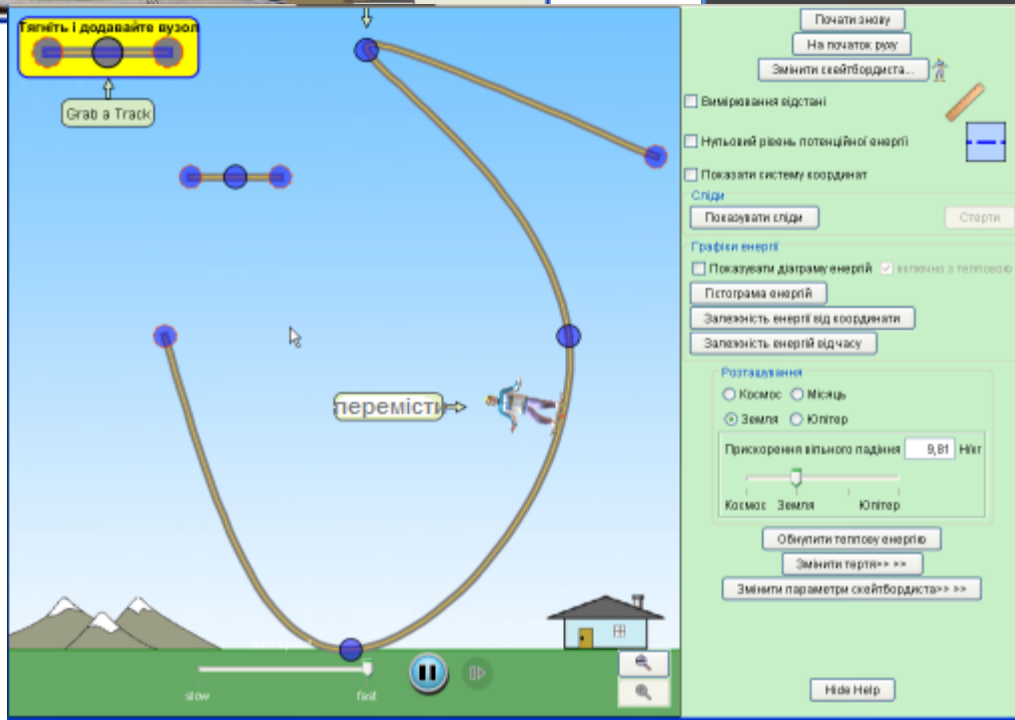 Тягніть і додавайте вузол
Grab a Track
перемісти
slow
fast
Почати знову
На початок руху
Змінити скейтбордиста...
Вимірювання відстані
Нульовий рівень потенційної енергії
Показати систему координат
Сліди
Показувати сліди
Стерти
Графіки енергії
Показувати діаграму енергій
включно з тепловою
Гістограма енергій
Залежність енергії від координати
Залежність енергій від часу
Розташування
Космос
Місяць
Земля
Юпітер
Прискорення вільного падіння 9,81 Н/кг
Космос Земля Юпітер
Обнулити теплову енергію
Змінити тертя>> >>
Змінити параметри скейтбордиста>> >>
Hide Help